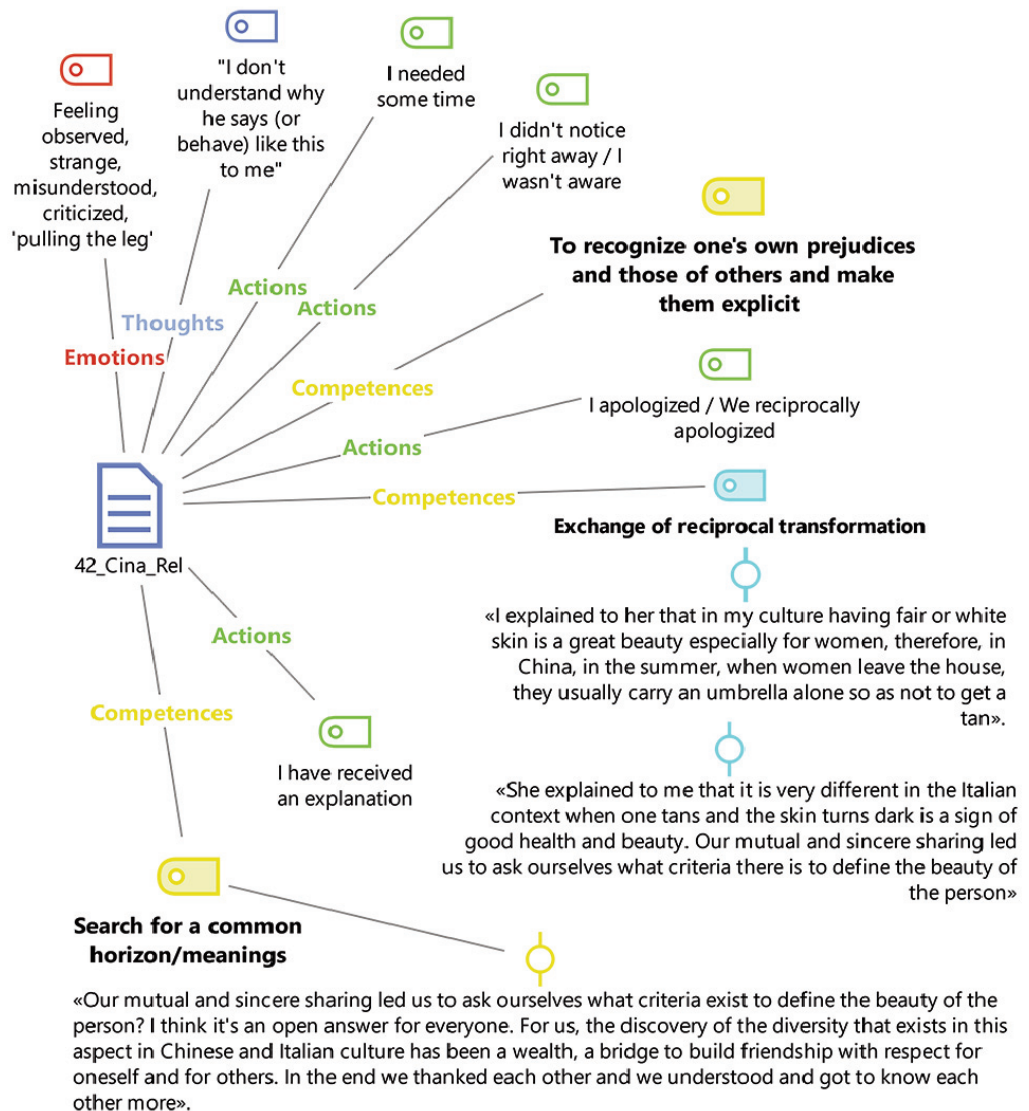 Feeling
observed,
strange,
misunderstood,
criticized,
'pulling the leg'
"I don't
understand why
he says (or
behave) like this
to me"
I needed
some time
I didn't notice
right away / I
wasn't aware
To recognize one's own prejudices
and those of others and make
them explicit
Actions
Actions
Thoughts
Emotions
Competences
I apologized / We reciprocally
apologized
Actions
Competences
Exchange of reciprocal transformation
42_Cina_Rel
«I explained to her that in my culture having fair or white
skin is a great beauty especially for women, therefore, in
China, in the summer, when women leave the house,
they usually carry an umbrella alone so as not to get a
tan».
Actions
Competences
I have received
an explanation
«She explained to me that it is very different in the Italian
context when one tans and the skin turns dark is a sign of
good health and beauty. Our mutual and sincere sharing led
us to ask ourselves what criteria there is to define the beauty of
the person»
Search for a common
horizon/meanings
«Our mutual and sincere sharing led us to ask ourselves what criteria exist to define the beauty of the
person? I think it's an open answer for everyone. For us, the discovery of the diversity that exists in this
aspect in Chinese and Italian culture has been a wealth, a bridge to build friendship with respect for
oneself and for others. In the end we thanked each other and we understood and got to know each
other more».